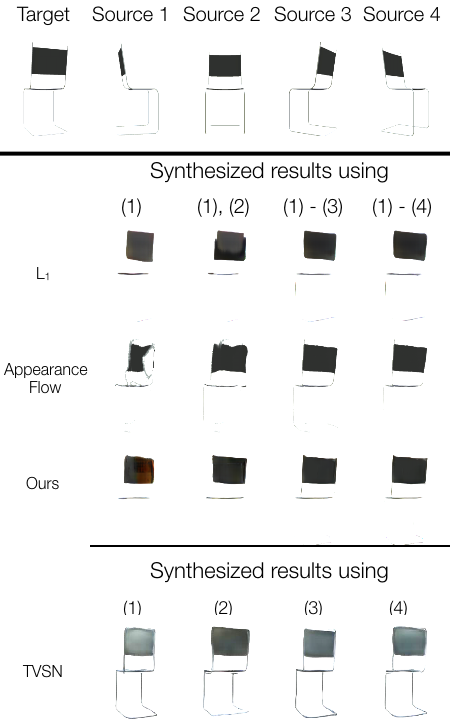 Target Source 1 Source 2 Source 3 Source 4
Synthesized results using
(1) (1), (2) (1) - (3) (1) - (4)
L₁
Appearance
Flow
Ours
Synthesized results using
(1) (2) (3) (4)
TVSN